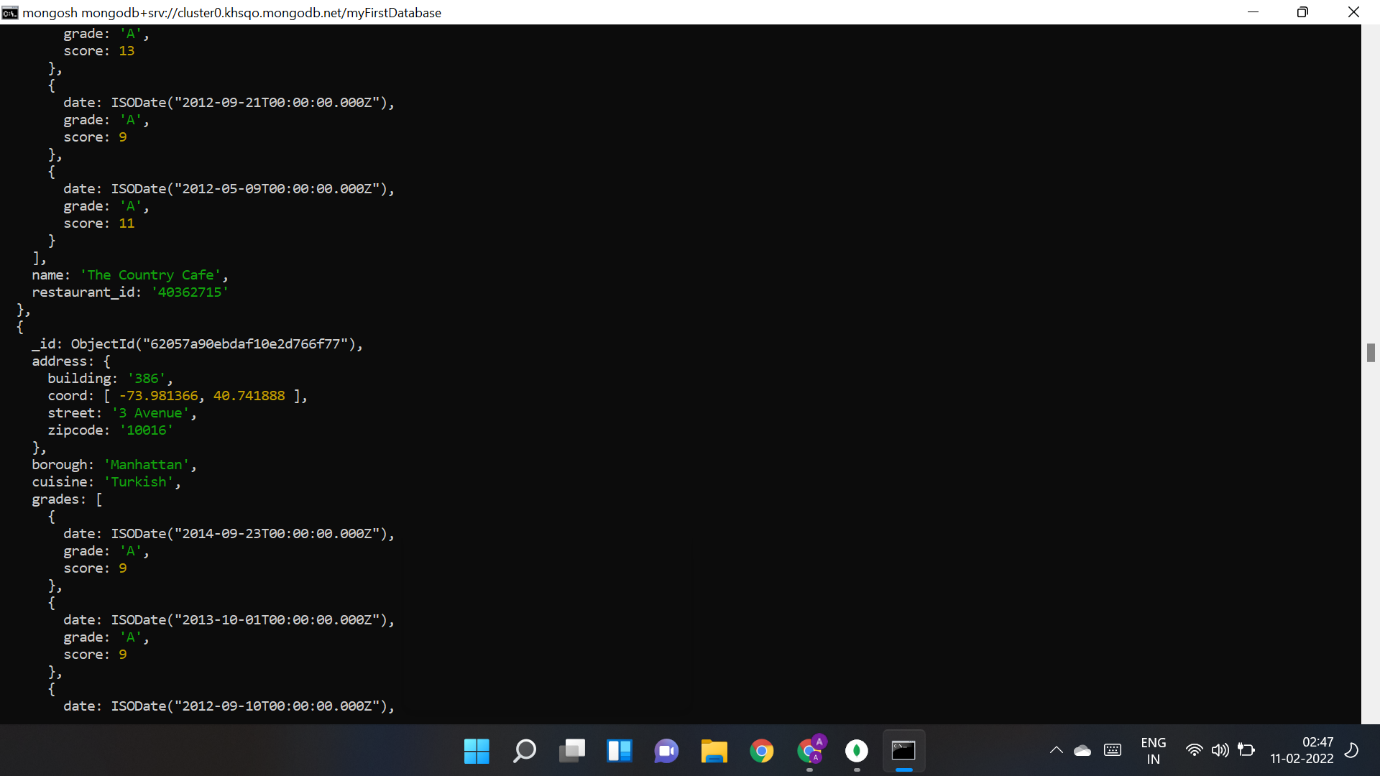 mongosh mongodb+srv://cluster0.khsqo.mongodb.net/myFirstDatabase
grade: 'A',
score: 13
},
{
date: ISODate("2012-09-21T00:00:00.000Z"),
grade: 'A',
score: 9
},
{
date: ISODate("2012-05-09T00:00:00.000Z"),
grade: 'A',
score: 11
}
],
name: 'The Country Cafe',
restaurant_id: '40362715'
},
{
_id: ObjectId("62057a90ebdaf10e2d766f77"),
address: {
building: '386',
coord: [ -73.981366, 40.741888 ],
street: '3 Avenue',
zipcode: '10016'
},
borough: 'Manhattan',
cuisine: 'Turkish',
grades: [
{
date: ISODate("2014-09-23T00:00:00.000Z"),
grade: 'A',
score: 9
},
{
date: ISODate("2013-10-01T00:00:00.000Z"),
grade: 'A',
score: 9
},
{
date: ISODate("2012-09-10T00:00:00.000Z"),
ENG
IN
02:47
11-02-2022